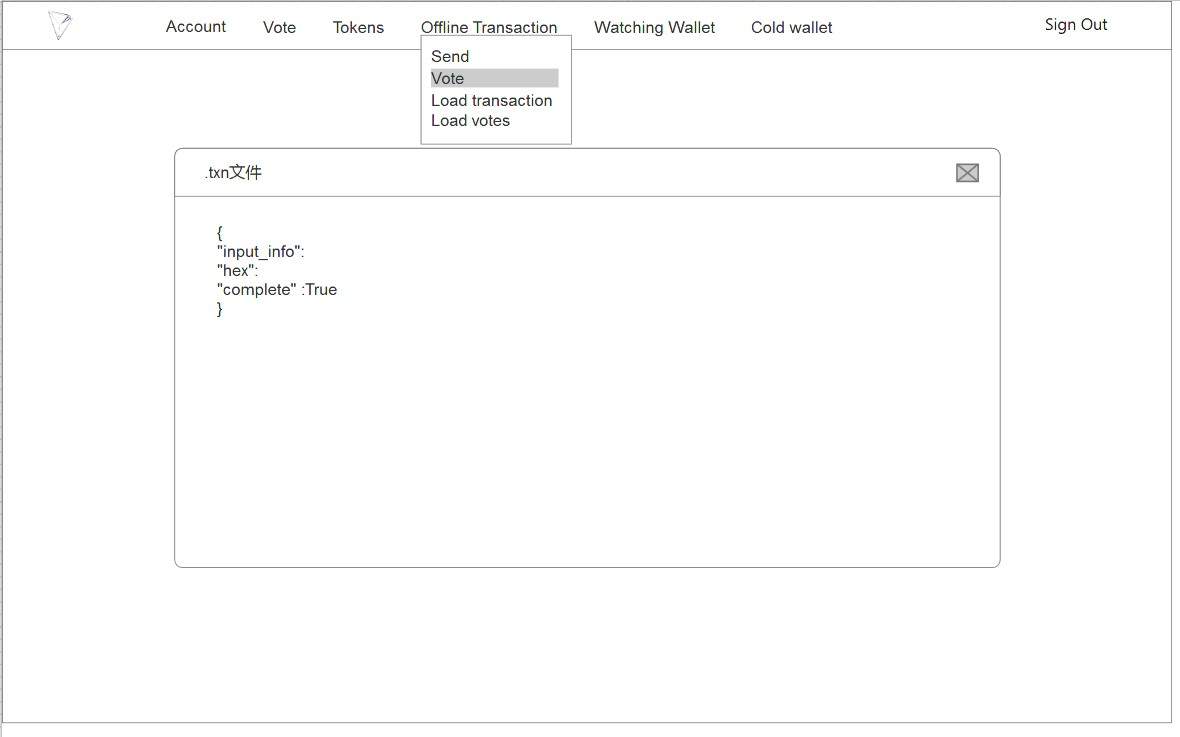 Account Vote Tokens Offline Transaction Watching Wallet Cold wallet Sign Out
Send
Vote
Load transaction
Load votes
.txn文件
{
"input_info":
"hex":
"complete" :True
}